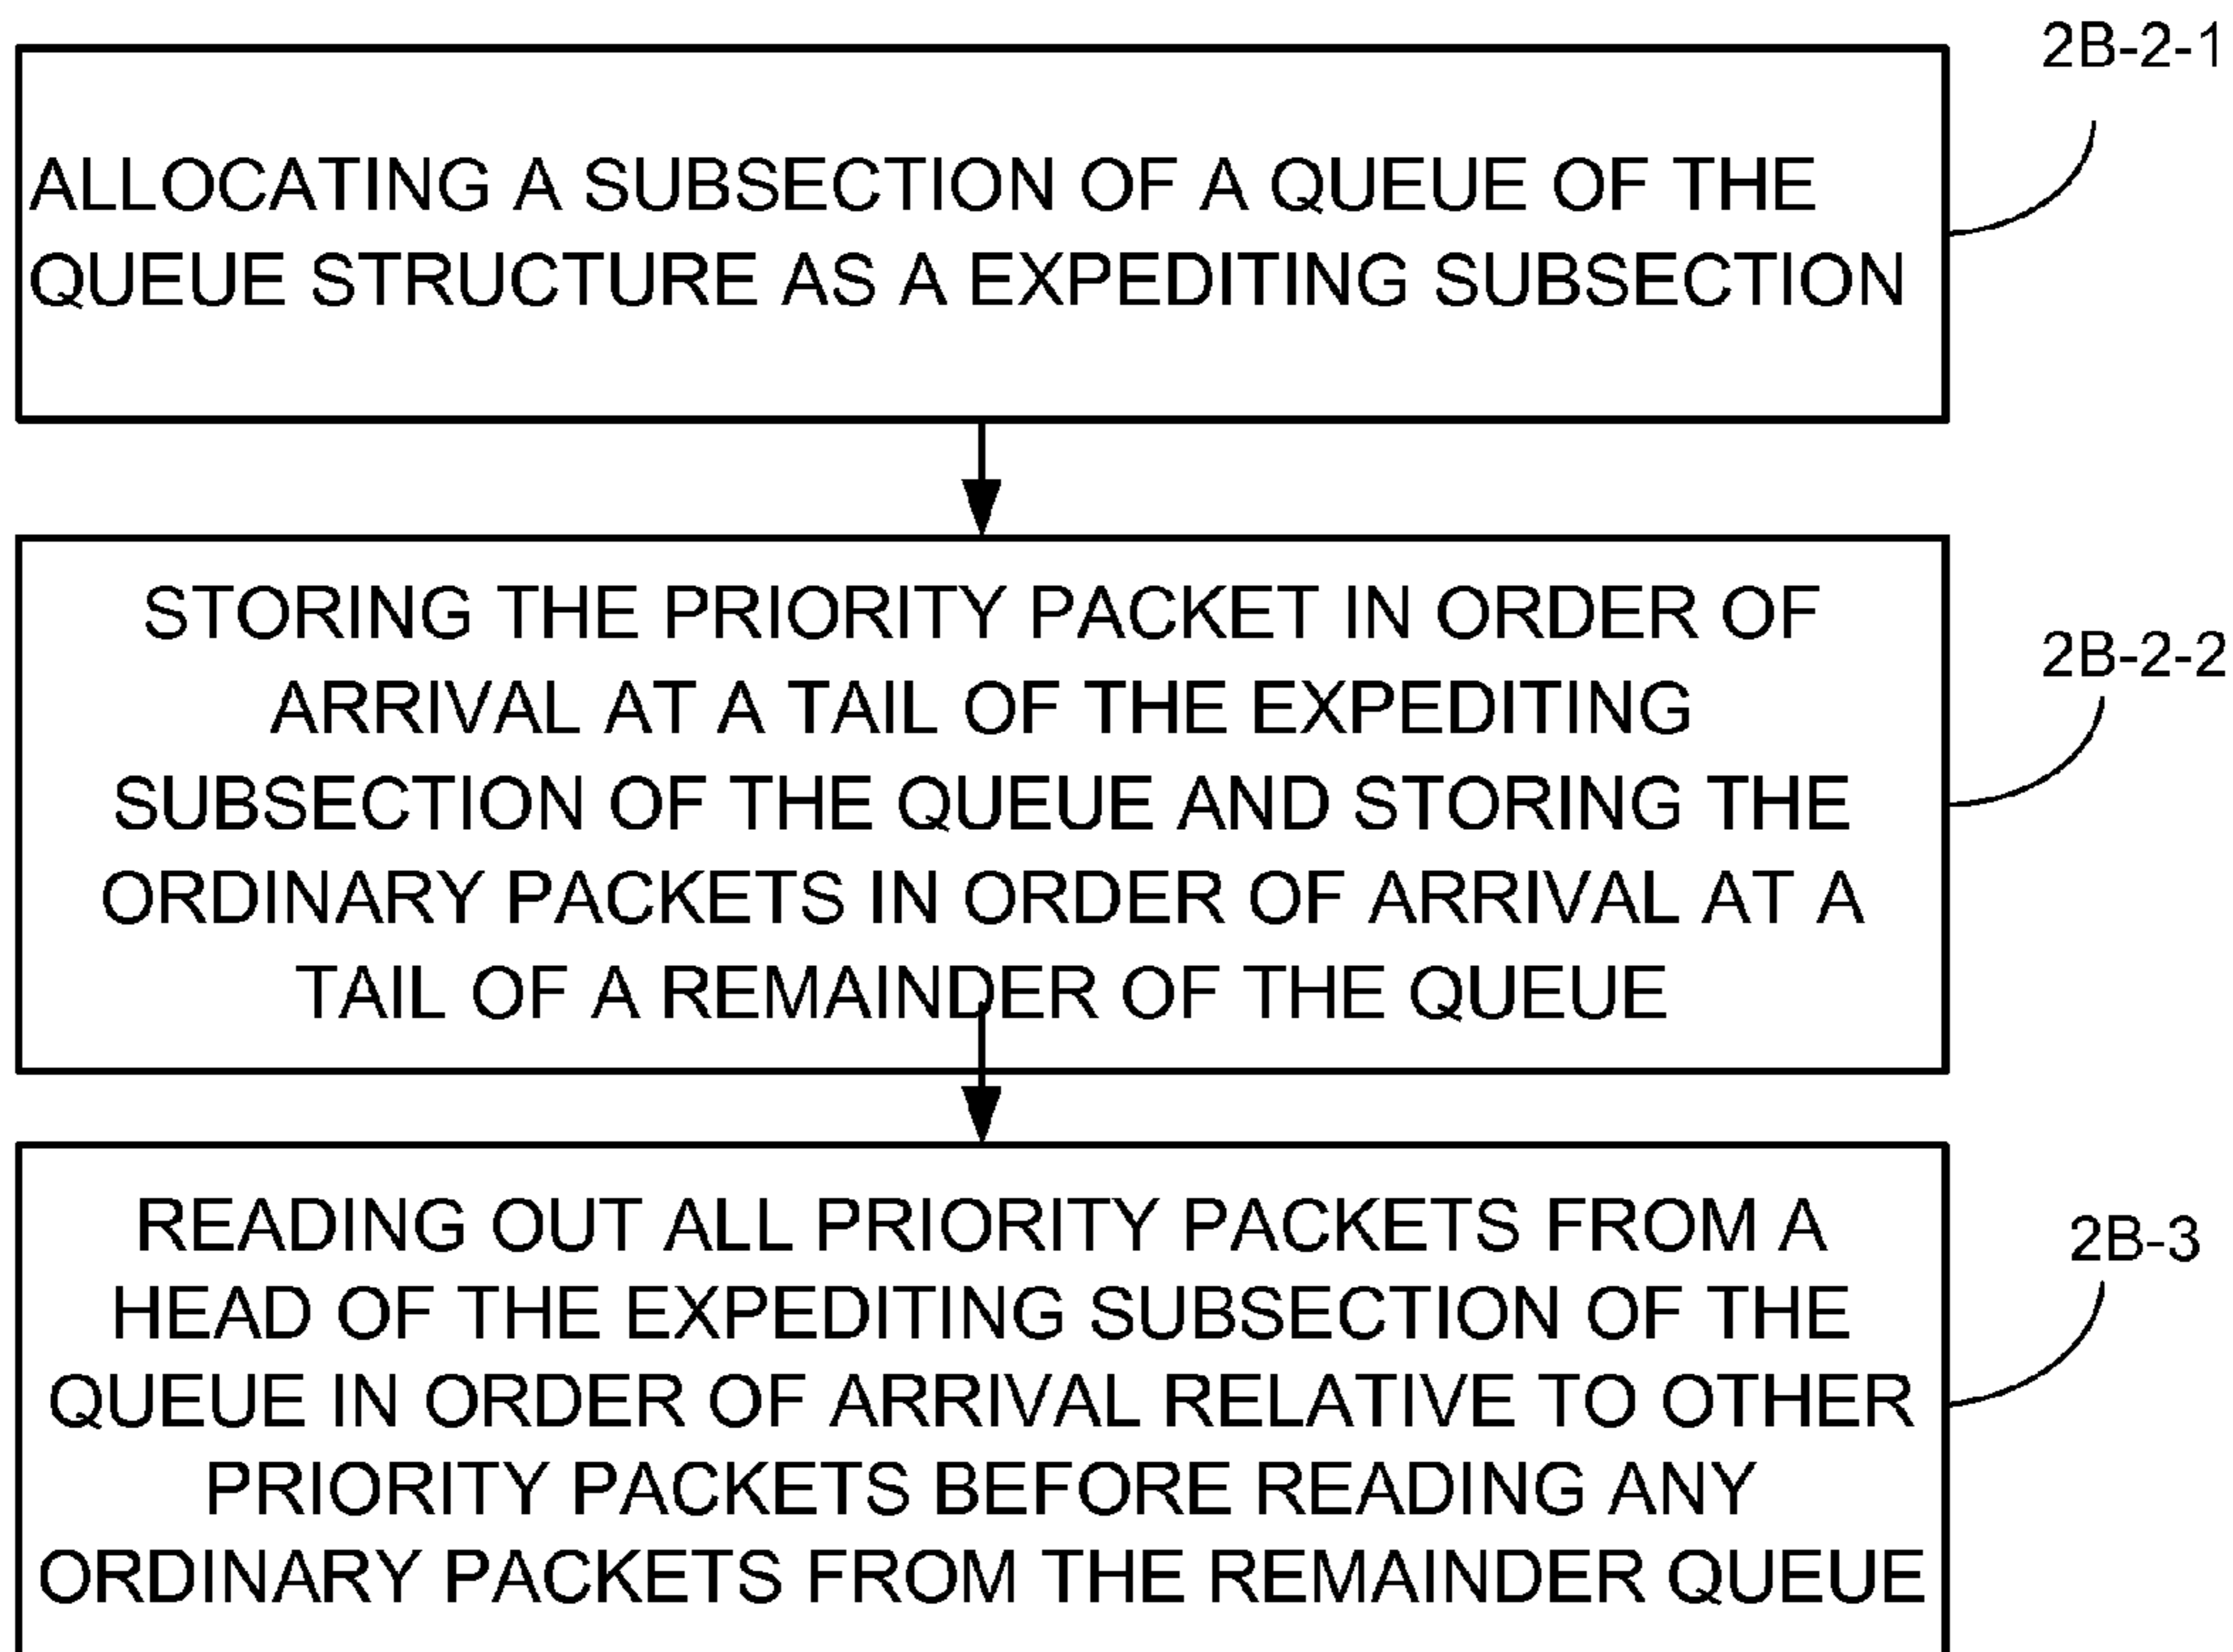 2B-2-1
ALLOCATING A SUBSECTION OF A QUEUE OF THE
QUEUE STRUCTURE AS A EXPEDITING SUBSECTION
STORING THE PRIORITY PACKET IN ORDER OF
ARRIVAL AT A TAIL OF THE EXPEDITING
SUBSECTION OF THE QUEUE AND STORING THE
ORDINARY PACKETS IN ORDER OF ARRIVAL AT A
TAIL OF A REMAINDER OF THE QUEUE
2B-2-2
READING OUT ALL PRIORITY PACKETS FROM A
HEAD OF THE EXPEDITING SUBSECTION OF THE
QUEUE IN ORDER OF ARRIVAL RELATIVE TO OTHER
PRIORITY PACKETS BEFORE READING ANY
ORDINARY PACKETS FROM THE REMAINDER QUEUE
2B-3